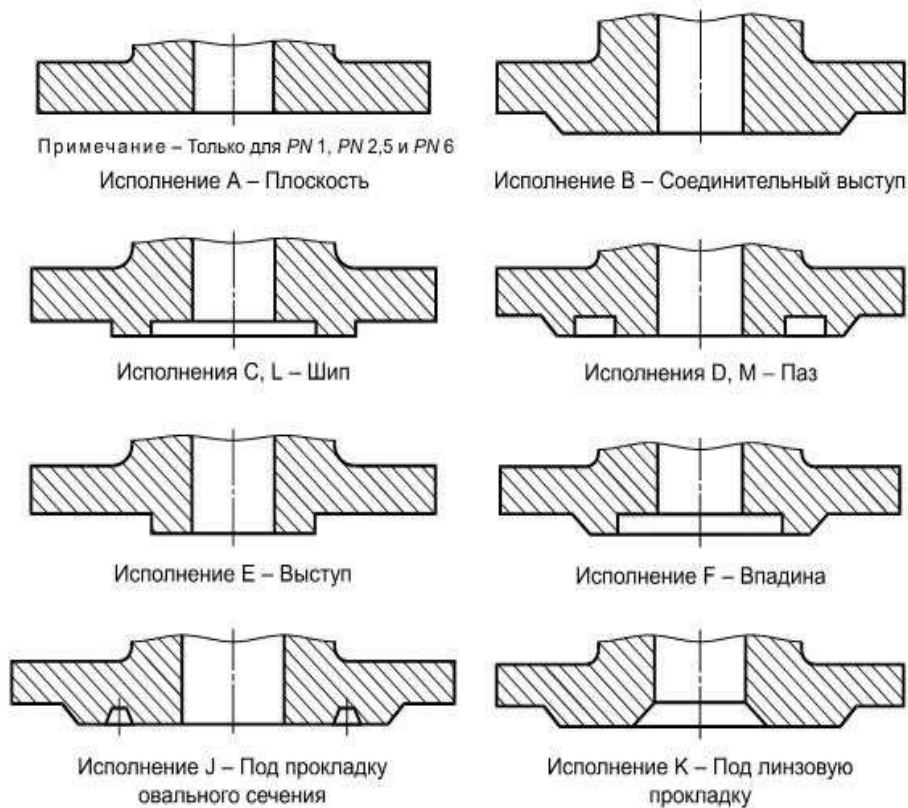 Примечание – Только для PN 1, PN 2,5 и PN 6
Исполнение A – Плоскость
Исполнение B – Соединительный выступ
Исполнения C, L – Шип
Исполнения D, M – Паз
Исполнение E – Выступ
Исполнение F – Впадина
Исполнение J – Под прокладку
овального сечения
Исполнение K – Под линзовую
прокладку